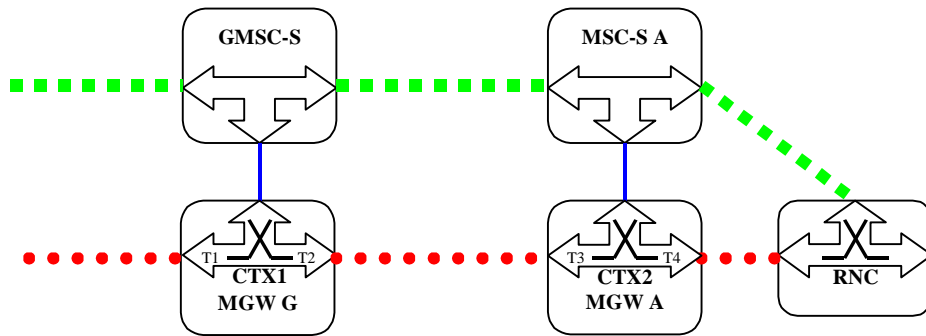 GMSC-S
MSC-S A
T1 T2
CTX1
MGW G
T3 T4
CTX2
MGW A
RNC